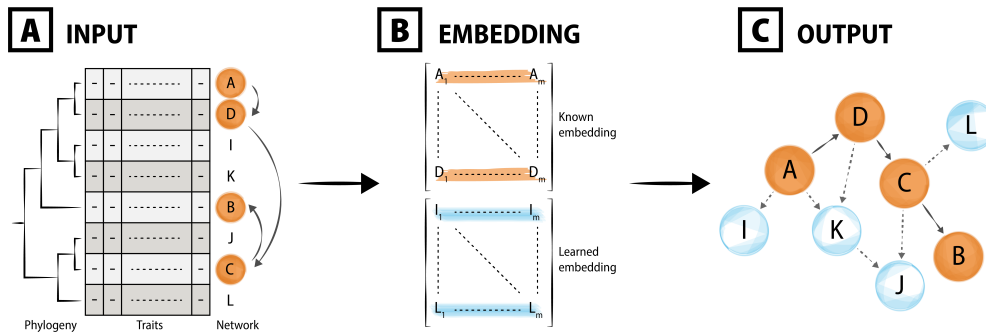 A INPUT
A
D
I
K
B
J
C
L
Phylogeny Traits Network
B EMBEDDING
A1 Am
D1 Dm
Known
embedding
I1 Im
L1 Lm
Learned
embedding
C OUTPUT
D
L
A
C
I
K
B
J